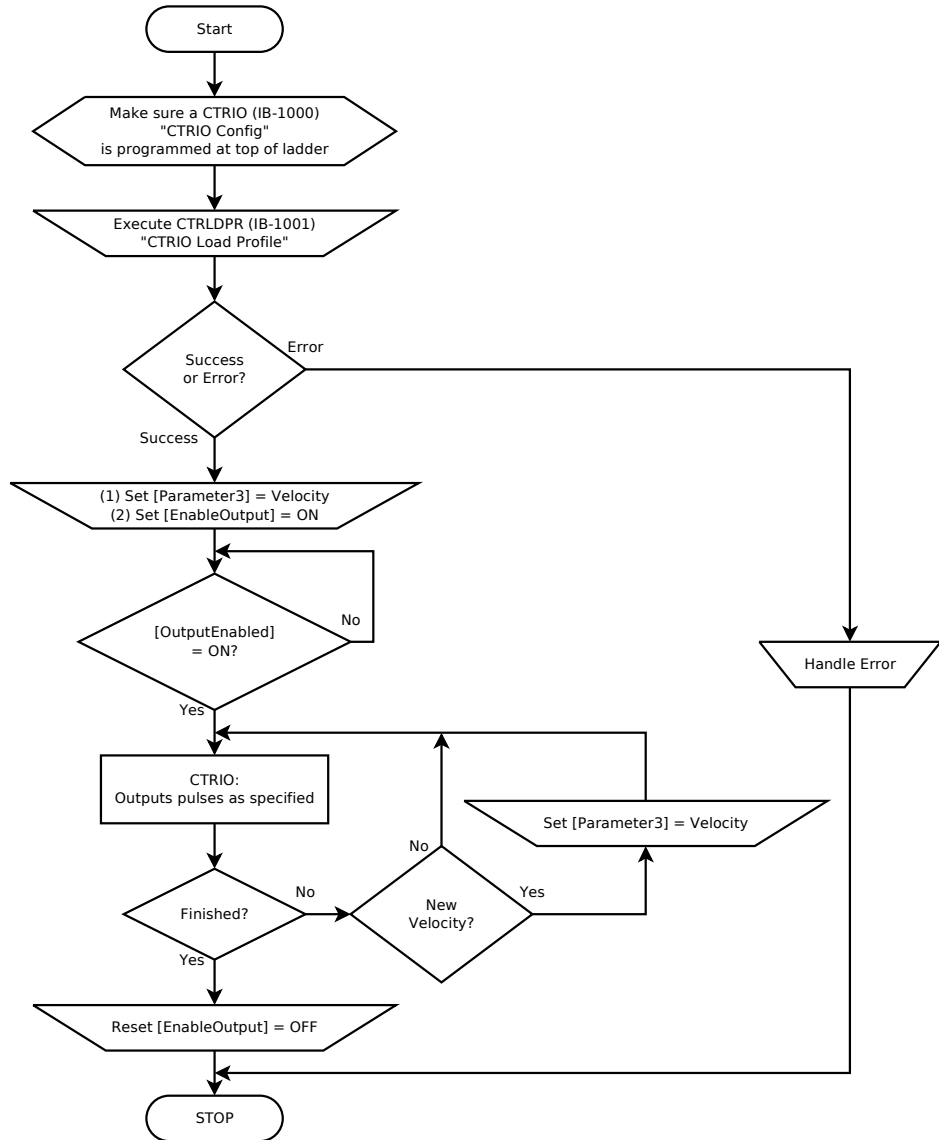 Start
Make sure a CTRIO (IB-1000)
"CTRIO Config"
is programmed at top of ladder
Execute CTRLDPR (IB-1001)
"CTRIO Load Profile"
Success
or Error?
Error
Success
(1) Set [Parameter3] = Velocity
(2) Set [EnableOutput] = ON
[OutputEnabled]
= ON?
No
Yes
Handle Error
CTRIO:
Outputs pulses as specified
Set [Parameter3] = Velocity
Finished?
No
New
Velocity?
No
Yes
Yes
Reset [EnableOutput] = OFF
STOP